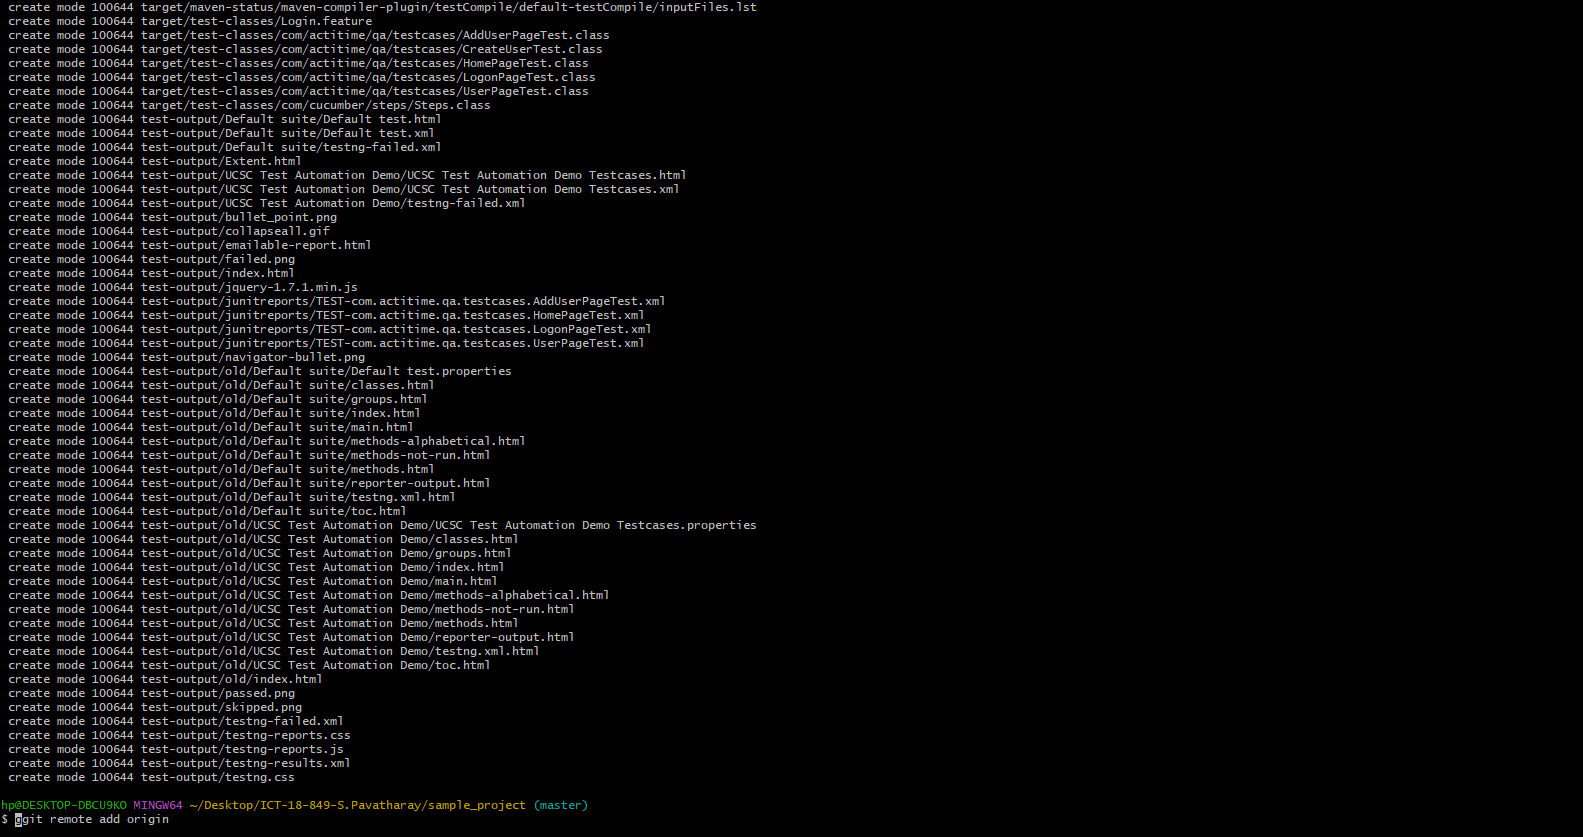 create mode 100644 target/maven-status/maven-compiler-plugin/testCompile/default-testCompile/inputFiles.lst
create mode 100644 target/test-classes/Login.feature
create mode 100644 target/test-classes/com/actitime/qa/testcases/AddUserPageTest.class
create mode 100644 target/test-classes/com/actitime/qa/testcases/CreateUserTest.class
create mode 100644 target/test-classes/com/actitime/qa/testcases/HomePageTest.class
create mode 100644 target/test-classes/com/actitime/qa/testcases/LogonPageTest.class
create mode 100644 target/test-classes/com/actitime/qa/testcases/UserPageTest.class
create mode 100644 target/test-classes/com/cucumber/steps/Steps.class
create mode 100644 test-output/Default suite/Default test.html
create mode 100644 test-output/Default suite/Default test.xml
create mode 100644 test-output/Default suite/testng-failed.xml
create mode 100644 test-output/Extent.html
create mode 100644 test-output/UCSC Test Automation Demo/UCSC Test Automation Demo Testcases.html
create mode 100644 test-output/UCSC Test Automation Demo/UCSC Test Automation Demo Testcases.xml
create mode 100644 test-output/UCSC Test Automation Demo/testng-failed.xml
create mode 100644 test-output/bullet_point.png
create mode 100644 test-output/collapseall.gif
create mode 100644 test-output/emailable-report.html
create mode 100644 test-output/failed.png
create mode 100644 test-output/index.html
create mode 100644 test-output/jquery-1.7.1.min.js
create mode 100644 test-output/junitreports/TEST-com.actitime.qa.testcases.AddUserPageTest.xml
create mode 100644 test-output/junitreports/TEST-com.actitime.qa.testcases.HomePageTest.xml
create mode 100644 test-output/junitreports/TEST-com.actitime.qa.testcases.LogonPageTest.xml
create mode 100644 test-output/junitreports/TEST-com.actitime.qa.testcases.UserPageTest.xml
create mode 100644 test-output/navigator-bullet.png
create mode 100644 test-output/old/Default suite/Default test.properties
create mode 100644 test-output/old/Default suite/classes.html
create mode 100644 test-output/old/Default suite/groups.html
create mode 100644 test-output/old/Default suite/index.html
create mode 100644 test-output/old/Default suite/main.html
create mode 100644 test-output/old/Default suite/methods-alphabetical.html
create mode 100644 test-output/old/Default suite/methods-not-run.html
create mode 100644 test-output/old/Default suite/methods.html
create mode 100644 test-output/old/Default suite/reporter-output.html
create mode 100644 test-output/old/Default suite/testng.xml.html
create mode 100644 test-output/old/Default suite/toc.html
create mode 100644 test-output/old/UCSC Test Automation Demo/UCSC Test Automation Demo Testcases.properties
create mode 100644 test-output/old/UCSC Test Automation Demo/classes.html
create mode 100644 test-output/old/UCSC Test Automation Demo/groups.html
create mode 100644 test-output/old/UCSC Test Automation Demo/index.html
create mode 100644 test-output/old/UCSC Test Automation Demo/main.html
create mode 100644 test-output/old/UCSC Test Automation Demo/methods-alphabetical.html
create mode 100644 test-output/old/UCSC Test Automation Demo/methods-not-run.html
create mode 100644 test-output/old/UCSC Test Automation Demo/methods.html
create mode 100644 test-output/old/UCSC Test Automation Demo/reporter-output.html
create mode 100644 test-output/old/UCSC Test Automation Demo/testng.xml.html
create mode 100644 test-output/old/UCSC Test Automation Demo/toc.html
create mode 100644 test-output/old/index.html
create mode 100644 test-output/passed.png
create mode 100644 test-output/skipped.png
create mode 100644 test-output/testng-failed.xml
create mode 100644 test-output/testng-reports.css
create mode 100644 test-output/testng-reports.js
create mode 100644 test-output/testng-results.xml
create mode 100644 test-output/testng.css
hp@DESKTOP-DBCU9KO MINGW64 ~/Desktop/ICT-18-849-S.Pavatharay/sample_project (master)
$ ggit remote add origin